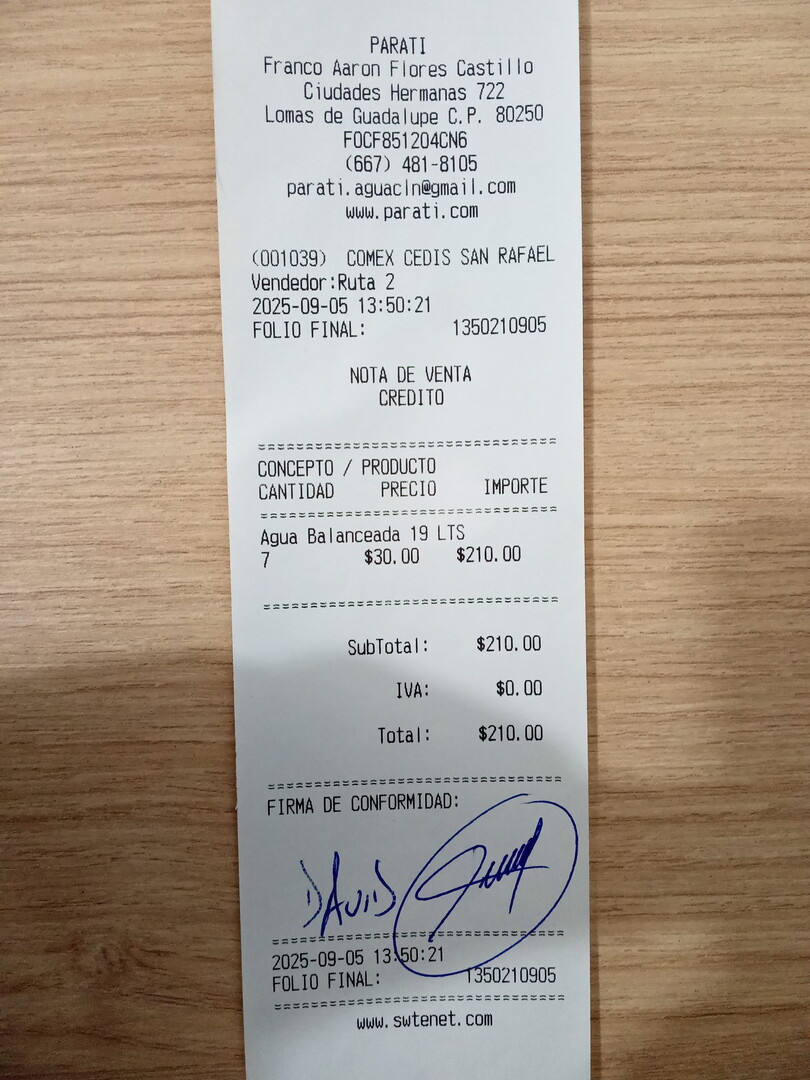 PARATI
Franco Aaron Flores Castillo
Ciudades Hermanas 722
Lomas de Guadalupe C.P. 80250
FOCF851204CN6
(667) 481-8105
parati.aguacln@gmail.com
www.parati.com
(001039) COMEX CEDIS SAN RAFAEL
Vendedor:Ruta 2
2025-09-05 13:50:21
FOLIO FINAL: 1350210905
NOTA DE VENTA
CREDITO
================================
CONCEPTO / PRODUCTO
CANTIDAD PRECIO IMPORTE
================================
Agua Balanceada 19 LTS
7 $30.00 $210.00
================================
SubTotal: $210.00
IVA: $0.00
Total: $210.00
================================
FIRMA DE CONFORMIDAD:
DAVID
================================
2025-09-05 13:50:21
FOLIO FINAL: 1350210905
================================
www.swtenet.com